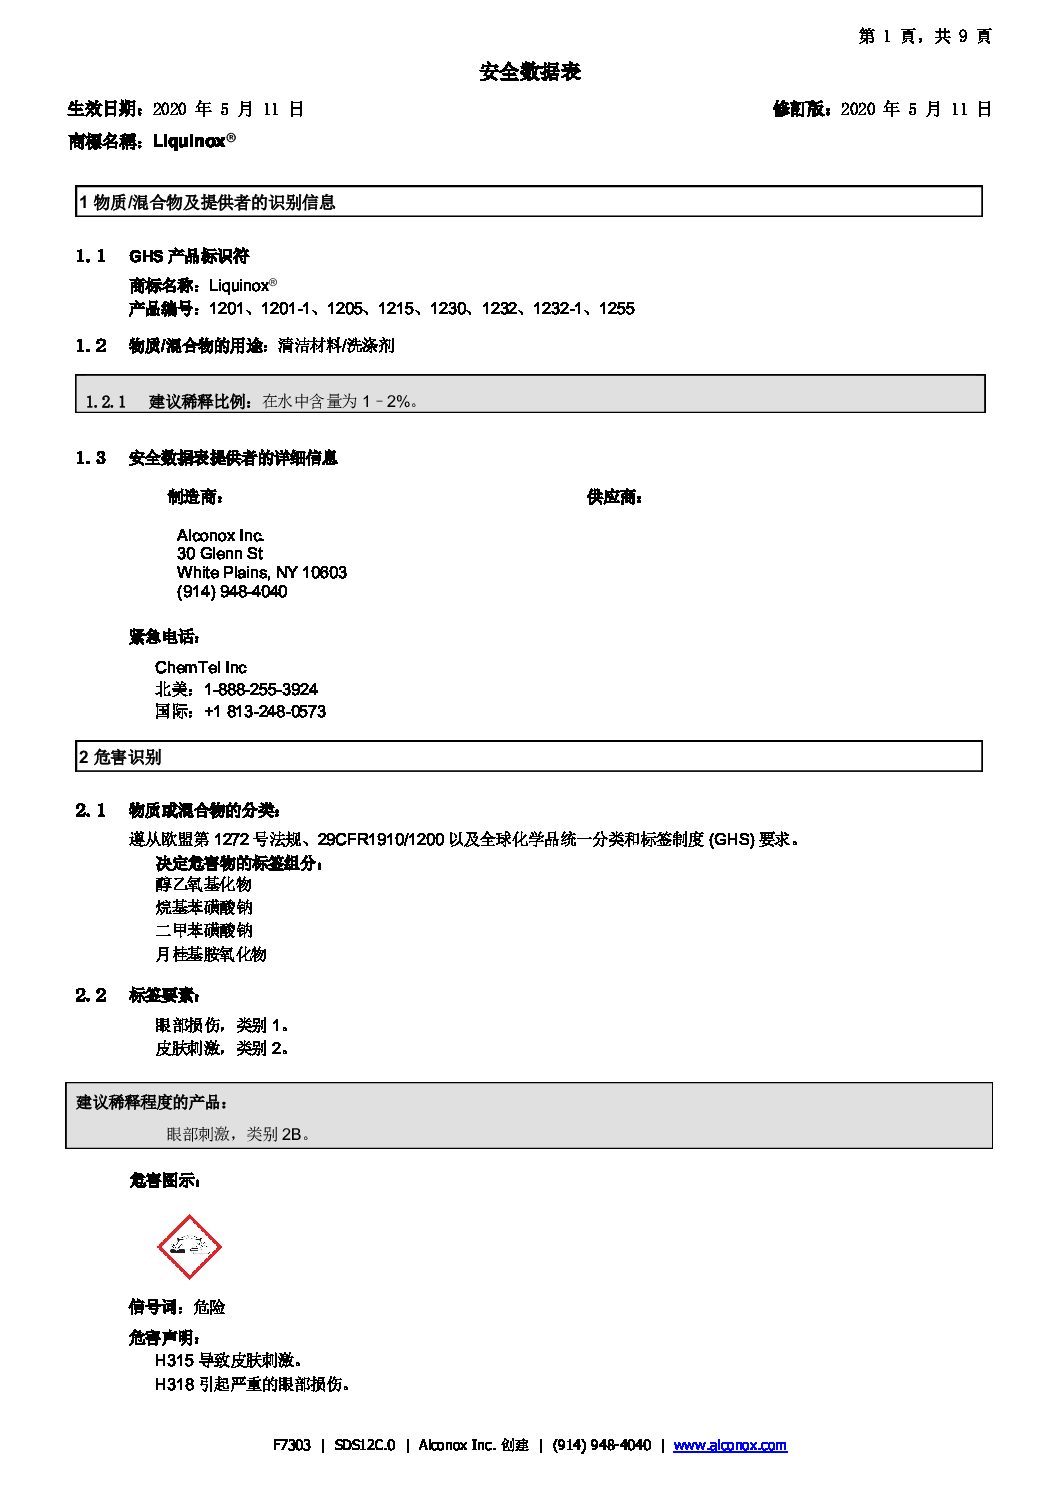 第 1 頁，共 9 頁
安全数据表
生效日期：2020 年 5 月 11 日
修訂版：2020 年 5 月 11 日
商標名稱：Liquinox®
1 物质/混合物及提供者的识别信息
1.1 GHS 产品标识符
商标名称：Liquinox®
产品编号：1201、1201-1、1205、1215、1230、1232、1232-1、1255
1.2 物质/混合物的用途：清洁材料/洗涤剂
1.2.1 建议稀释比例：在水中含量为 1 – 2%。
1.3 安全数据表提供者的详细信息
制造商：
供应商：
Alconox Inc.
30 Glenn St
White Plains, NY 10603
(914) 948-4040
紧急电话：
ChemTel Inc
北美：1-888-255-3924
国际：+1 813-248-0573
2 危害识别
2.1 物质或混合物的分类：
遵从欧盟第 1272 号法规、29CFR1910/1200 以及全球化学品统一分类和标签制度 (GHS) 要求。
决定危害物的标签组分：
醇乙氧基化物
烷基苯磺酸钠
二甲苯磺酸钠
月桂基胺氧化物
2.2 标签要素：
眼部损伤，类别 1。
皮肤刺激，类别 2。
建议稀释程度的产品：
眼部刺激，类别 2B。
危害图示：
信号词：危险
危害声明：
H315 导致皮肤刺激。
H318 引起严重的眼部损伤。
F7303 | SDS12C.0 | Alconox Inc. 创建 | (914) 948-4040 | www.alconox.com